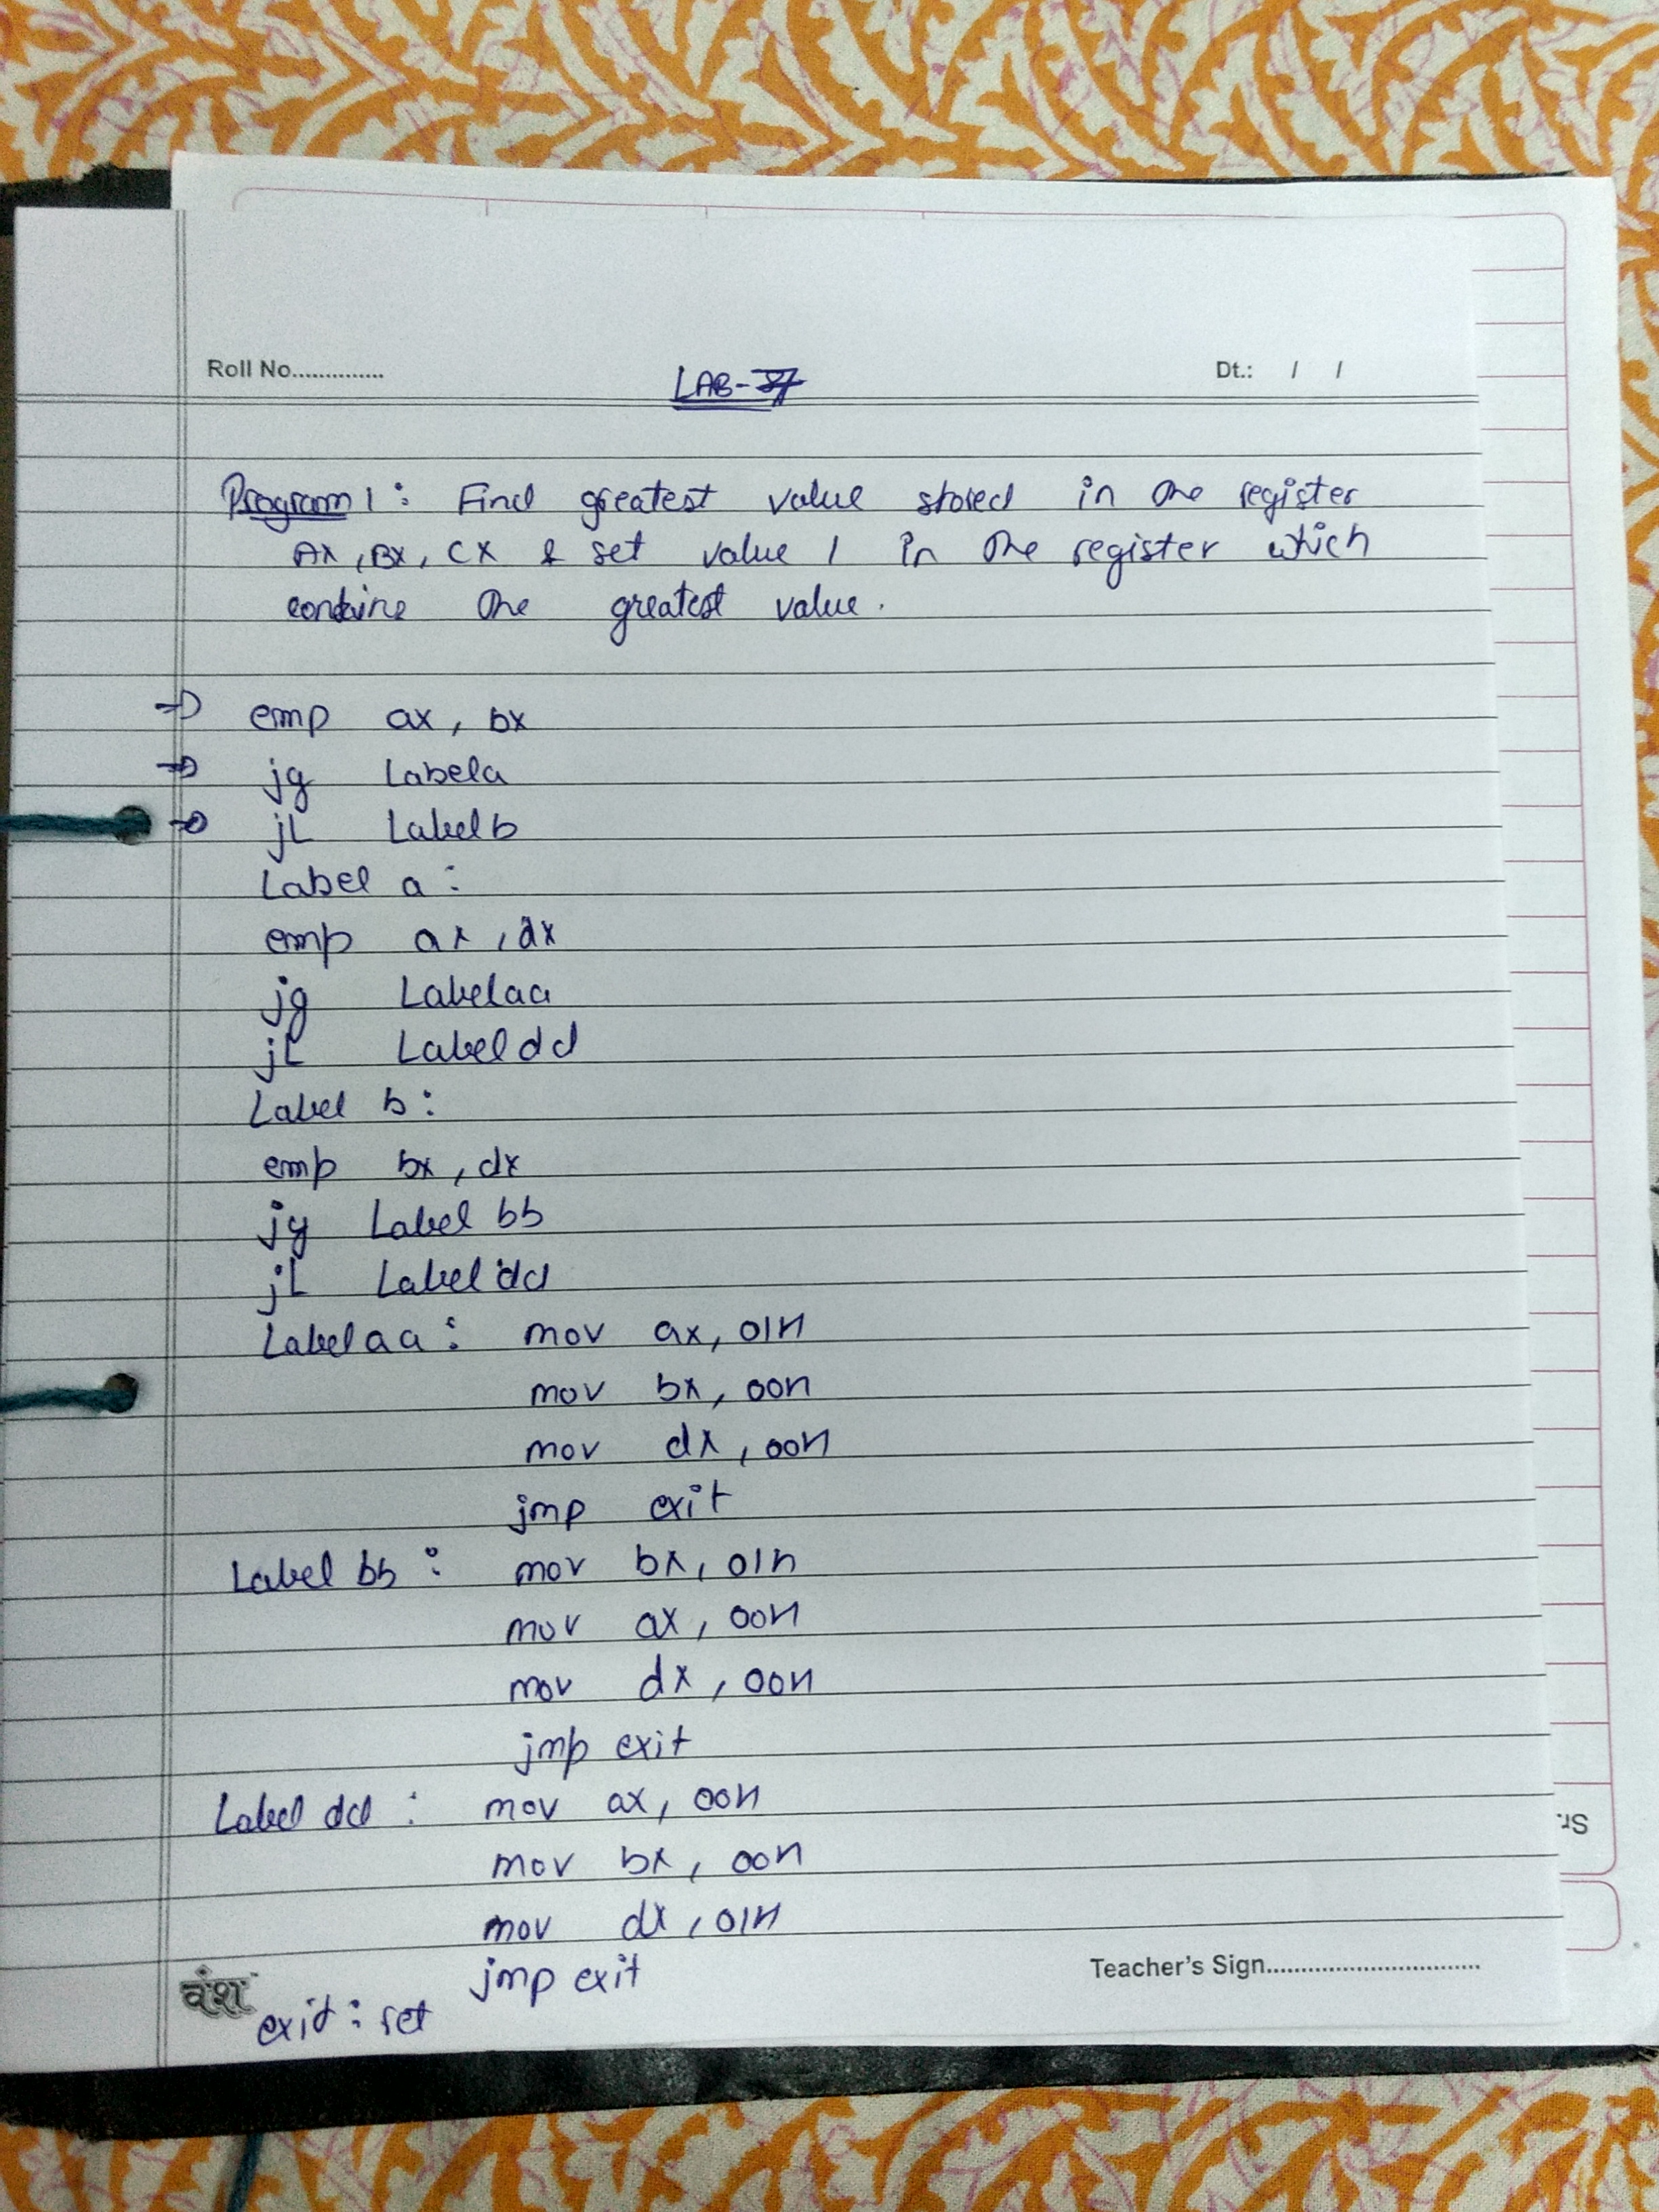 Roll No..............
LAB-
Dt.: / /
Program 1: Find greatest value stored in the register
AX, BX, CX & set value 1 in the register which
contains the greatest value.
cmp ax, bx
jg Labela
jL Labelb
Label a:
cmp ax, dx
jg Labelaa
jL Labeldd
Label b:
cmp bx, dx
jg Label bb
jL Labeldd
Labelaa: mov ax, 01H
mov bx, 00H
mov dx, 00H
jmp exit
Label bb: mov bx, 01h
mov ax, 00H
mov dx, 00H
jmp exit
Label dd: mov ax, 00H
mov bx, 00H
mov dx, 01H
jmp exit
Teacher's Sign................................
वंश
exit: ret